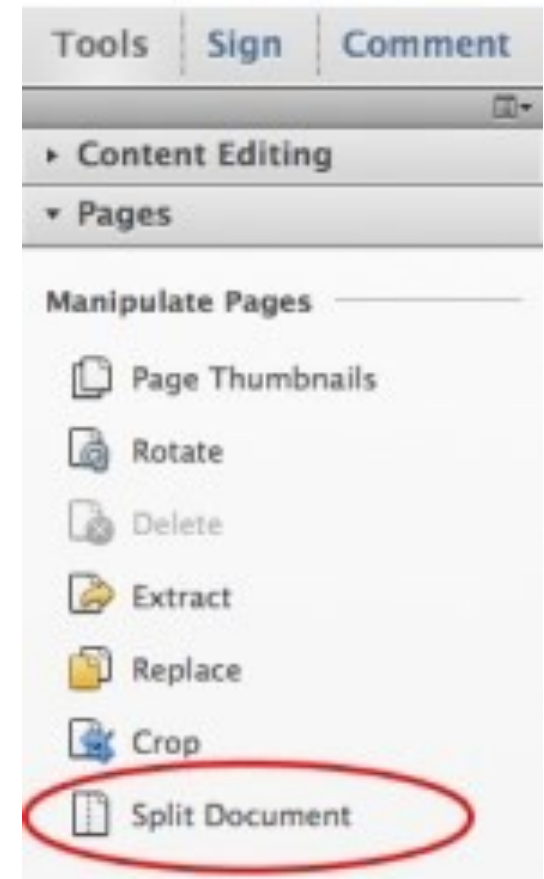 Tools Sign Comment
Content Editing
Pages
Manipulate Pages
Page Thumbnails
Rotate
Delete
Extract
Replace
Crop
Split Document